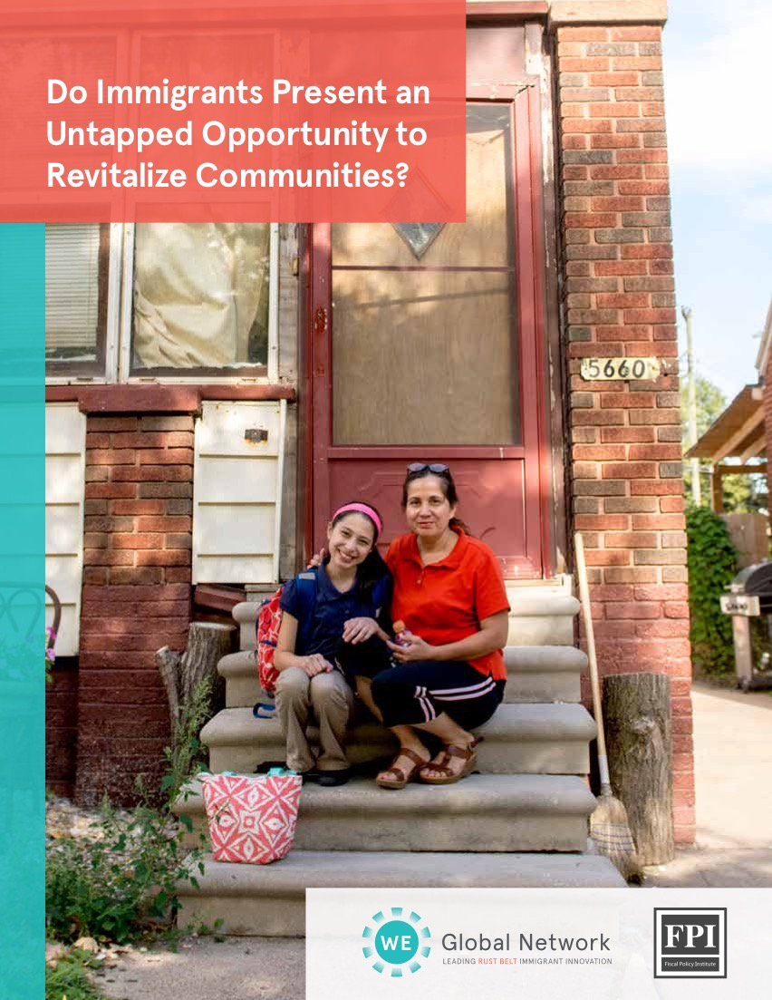 Do Immigrants Present an
Untapped Opportunity to
Revitalize Communities?
5660
WE
Global Network
LEADING RUST BELT IMMIGRANT INNOVATION
FPI
Fiscal Policy Institute